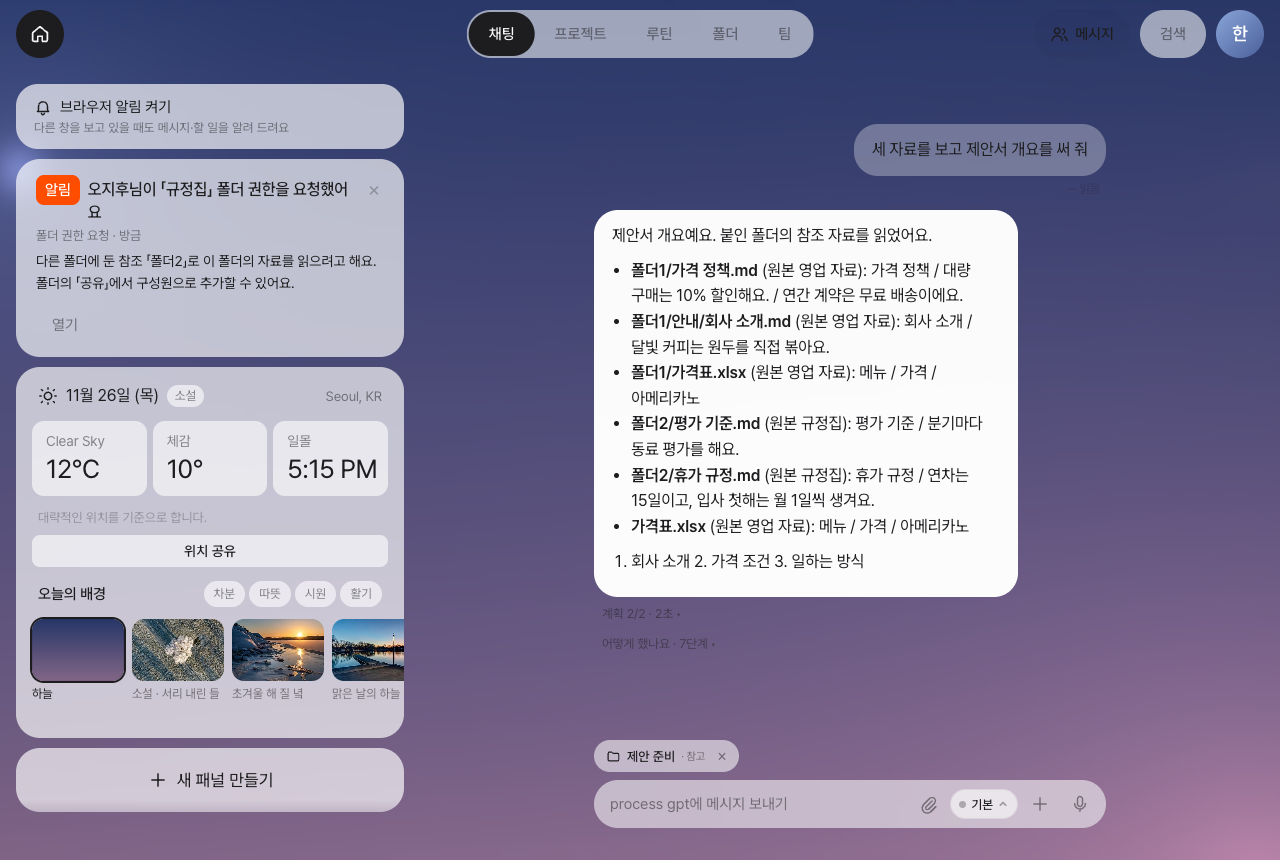 채팅
프로젝트
루틴
폴더
팀
메시지
검색
한
브라우저 알림 켜기
다른 창을 보고 있을 때도 메시지·할 일을 알려 드려요
알림
오지후님이 「규정집」 폴더 권한을 요청했어
요
폴더 권한 요청 · 방금
다른 폴더에 둔 참조 「폴더2」로 이 폴더의 자료를 읽으려고 해요.
폴더의 「공유」에서 구성원으로 추가할 수 있어요.
열기
11월 26일 (목)
소설
Seoul, KR
Clear Sky
12°C
체감
10°
일몰
5:15 PM
대략적인 위치를 기준으로 합니다.
위치 공유
오늘의 배경
차분
따뜻
시원
활기
하늘
소설 · 서리 내린 들
초겨울 해 질 녘
맑은 날의 하늘
새 패널 만들기
세 자료를 보고 제안서 개요를 써 줘
제안서 개요예요. 붙인 폴더의 참조 자료를 읽었어요.
• 폴더1/가격 정책.md (원본 영업 자료): 가격 정책 / 대량
구매는 10% 할인해요. / 연간 계약은 무료 배송이에요.
• 폴더1/안내/회사 소개.md (원본 영업 자료): 회사 소개 /
달빛 커피는 원두를 직접 볶아요.
• 폴더1/가격표.xlsx (원본 영업 자료): 메뉴 / 가격 /
아메리카노
• 폴더2/평가 기준.md (원본 규정집): 평가 기준 / 분기마다
동료 평가를 해요.
• 폴더2/휴가 규정.md (원본 규정집): 휴가 규정 / 연차는
15일이고, 입사 첫해는 월 1일씩 생겨요.
• 가격표.xlsx (원본 영업 자료): 메뉴 / 가격 / 아메리카노
1. 회사 소개 2. 가격 조건 3. 일하는 방식
계획 2/2 · 2초
어떻게 했나요 · 7단계
제안 준비 · 참고
process gpt에 메시지 보내기
기본